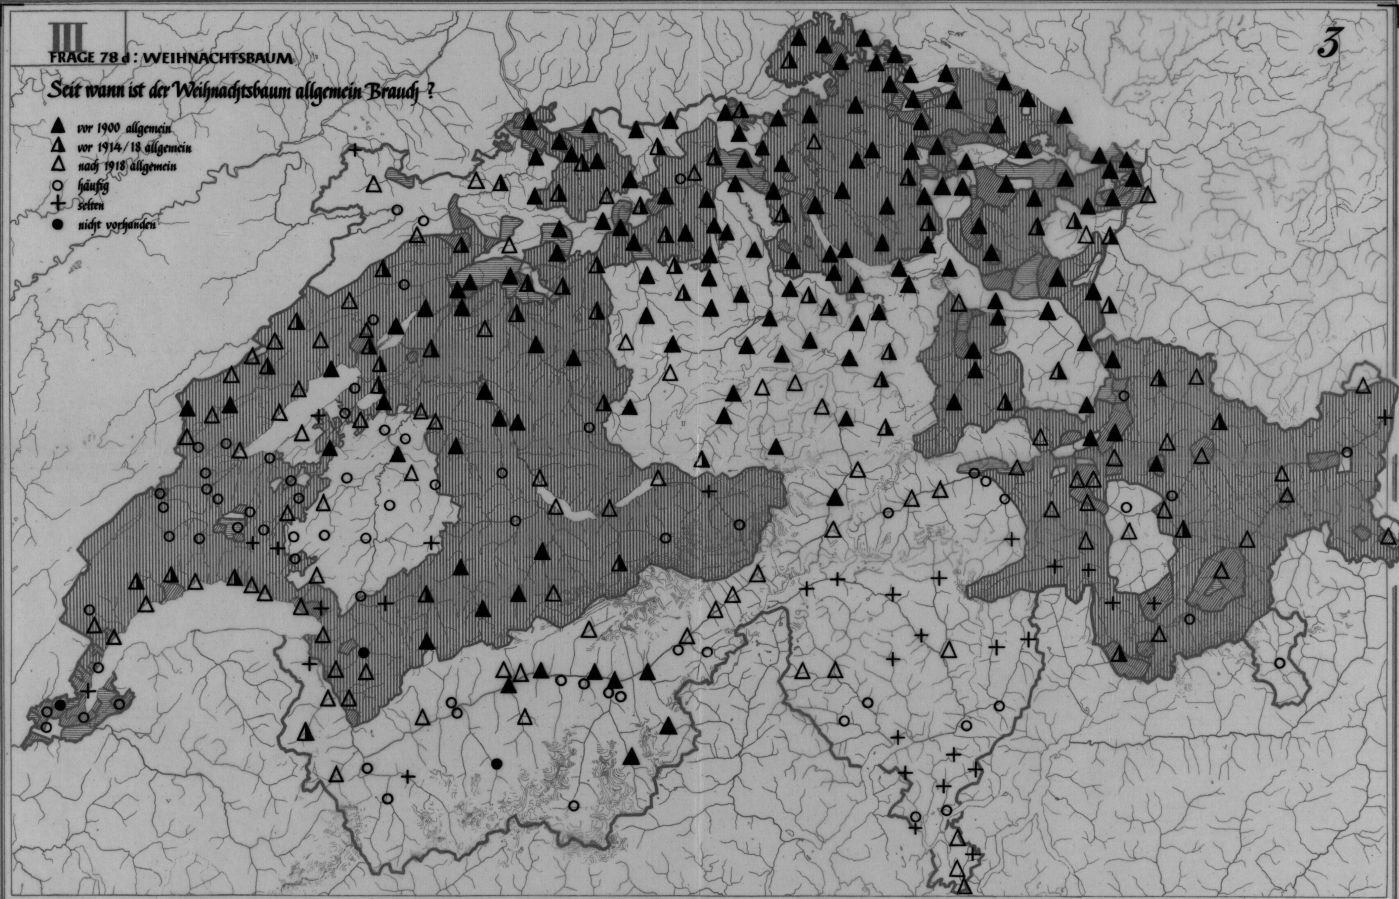 III
3
FRAGE 78 d : WEIHNACHTSBAUM
Seit wann ist der Weihnachtsbaum allgemein Brauch ?
vor 1900 allgemein
vor 1914/18 allgemein
nach 1918 allgemein
häufig
selten
nicht vorhanden